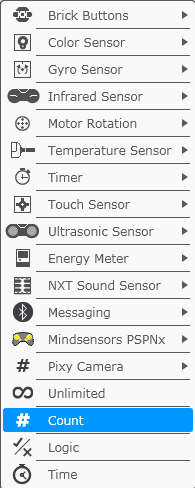 Brick Buttons
Color Sensor
Gyro Sensor
Infrared Sensor
Motor Rotation
Temperature Sensor
Timer
Touch Sensor
Ultrasonic Sensor
Energy Meter
NXT Sound Sensor
Messaging
Mindsensors PSPNx
# Pixy Camera
Unlimited
# Count
Logic
Time